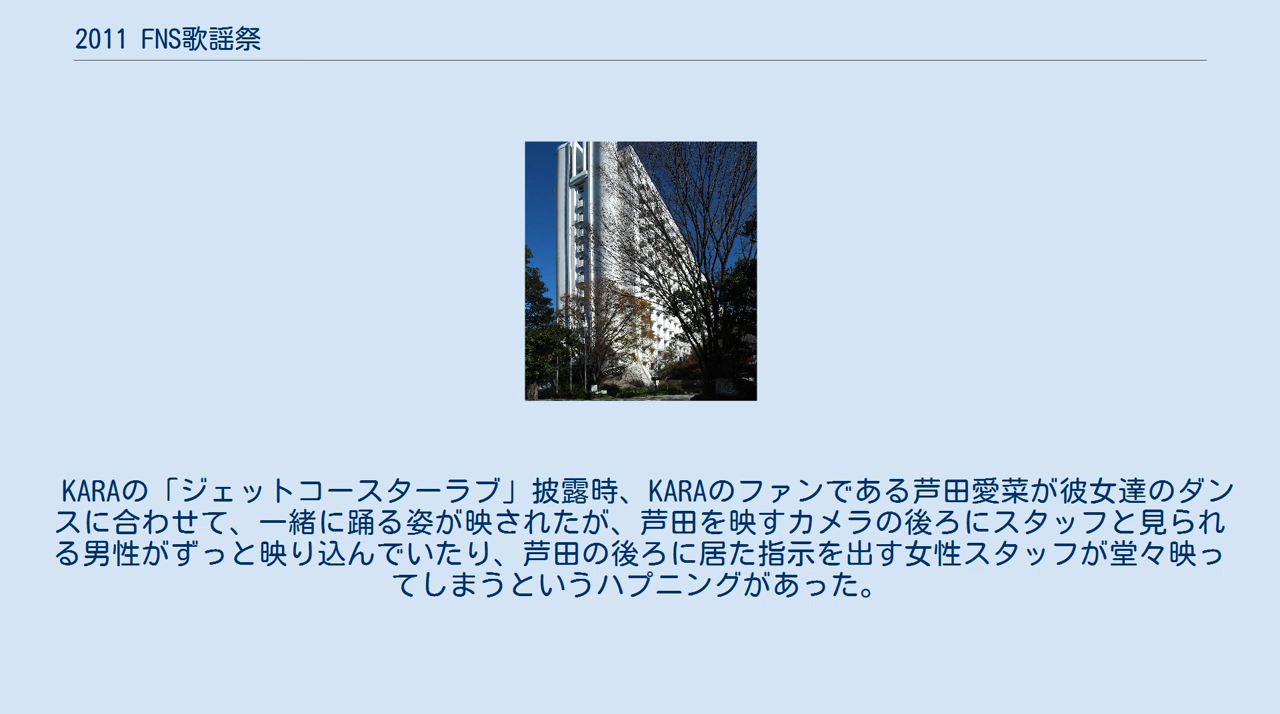 2011 FNS歌謡祭
KARAの「ジェットコースターラブ」披露時、KARAのファンである芦田愛菜が彼女達のダン
スに合わせて、一緒に踊る姿が映されたが、芦田を映すカメラの後ろにスタッフと見られ
る男性がずっと映り込んでいたり、芦田の後ろに居た指示を出す女性スタッフが堂々映っ
てしまうというハプニングがあった。